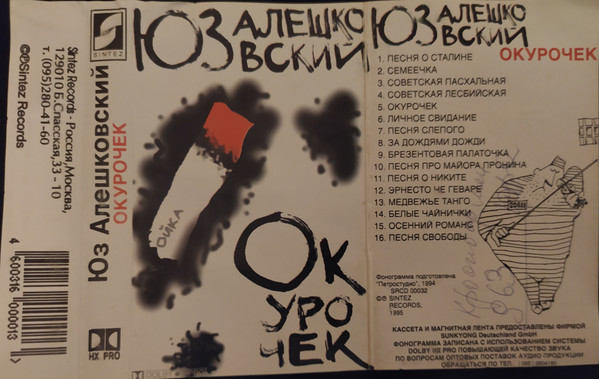 SINTEZ
Юз Алешковский
ОКУРОЧЕК
℗©Sintez Records
Sintez Records - Россия, Москва,
129010 Б.Спасская, 33 - 10
т. (095)280-41-60
4 600316 000013
HX PRO
ЮЗ АЛЕШКОВСКИЙ
ОЙКА
ОКУРОЧЕК
ЮЗ АЛЕШКОВСКИЙ
ОКУРОЧЕК
1. ПЕСНЯ О СТАЛИНЕ
2. СЕМЕЕЧКА
3. СОВЕТСКАЯ ПАСХАЛЬНАЯ
4. СОВЕТСКАЯ ЛЕСБИЙСКАЯ
5. ОКУРОЧЕК
6. ЛИЧНОЕ СВИДАНИЕ
7. ПЕСНЯ СЛЕПОГО
8. ЗА ДОЖДЯМИ ДОЖДИ
9. БРЕЗЕНТОВАЯ ПАЛАТОЧКА
10. ПЕСНЯ ПРО МАЙОРА ПРОНИНА
11. ПЕСНЯ О НИКИТЕ
12. ЭРНЕСТО ЧЕ ГЕВАРЕ
13. МЕДВЕЖЬЕ ТАНГО
14. БЕЛЫЕ ЧАЙНИЧКИ
15. ОСЕННИЙ РОМАНС
16. ПЕСНЯ СВОБОДЫ
Фонограмма подготовлена
"Петростудио", 1994
SRCD 00032
©℗ SINTEZ
RECORDS,
1995
КАССЕТА И МАГНИТНАЯ ЛЕНТА ПРЕДОСТАВЛЕНЫ ФИРМОЙ
SUNKYONG Deutschland GmbH
ФОНОГРАММА ЗАПИСАНА С ИСПОЛЬЗОВАНИЕМ СИСТЕМЫ
DOLBY HX PRO ПОВЫШАЮЩЕЙ КАЧЕСТВО ЗВУКА
ПО ВОПРОСАМ ОПТОВЫХ ПОСТАВОК АУДИО ПРОДУКЦИИ
ОБРАЩАТЬСЯ ПО ТЕЛ.